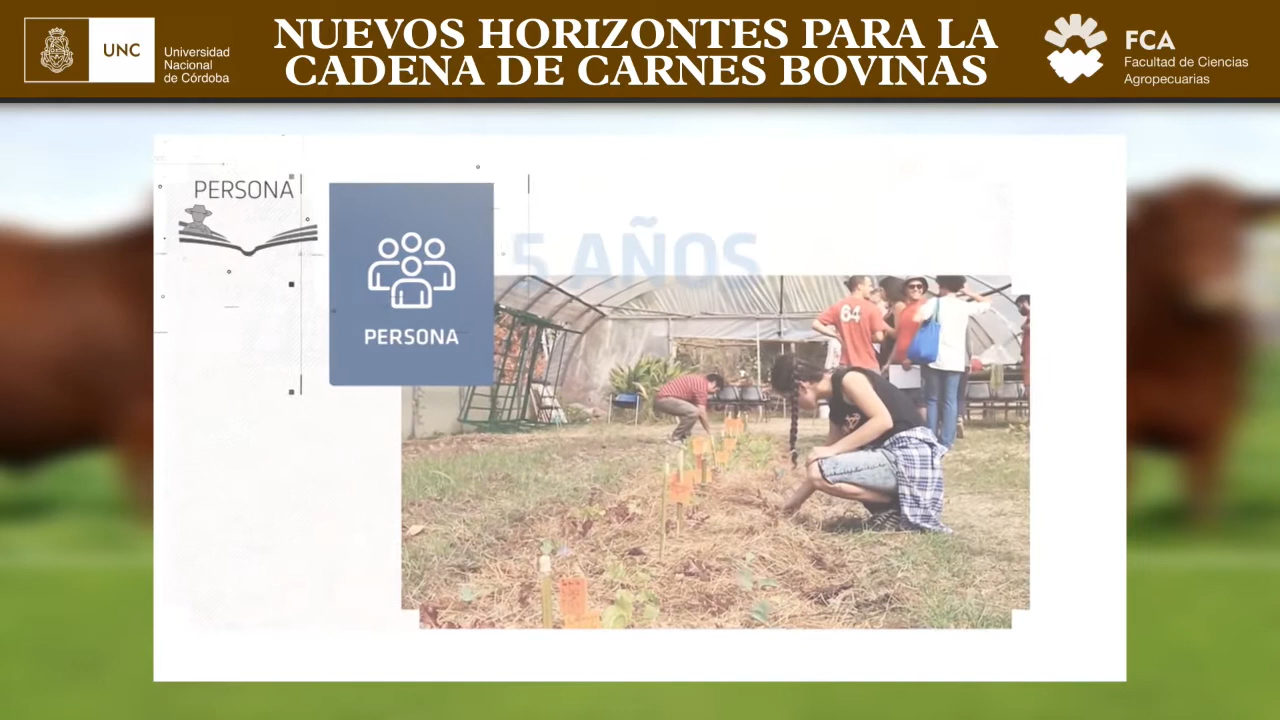 UNC
Universidad
Nacional
de Córdoba
NUEVOS HORIZONTES PARA LA
CADENA DE CARNES BOVINAS
FCA
Facultad de Ciencias
Agropecuarias
PERSONA
PERSONA
5 AÑOS
64